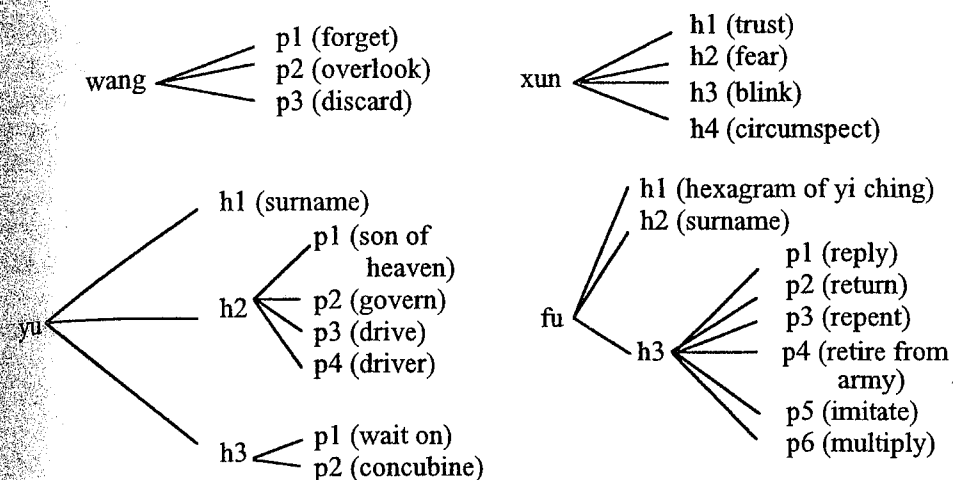 wang
p1 (forget)
p2 (overlook)
p3 (discard)
xun
h1 (trust)
h2 (fear)
h3 (blink)
h4 (circumspect)
yu
h1 (surname)
h2
p1 (son of
heaven)
p2 (govern)
p3 (drive)
p4 (driver)
h3
p1 (wait on)
p2 (concubine)
fu
h1 (hexagram of yi ching)
h2 (surname)
h3
p1 (reply)
p2 (return)
p3 (repent)
p4 (retire from
army)
p5 (imitate)
p6 (multiply)